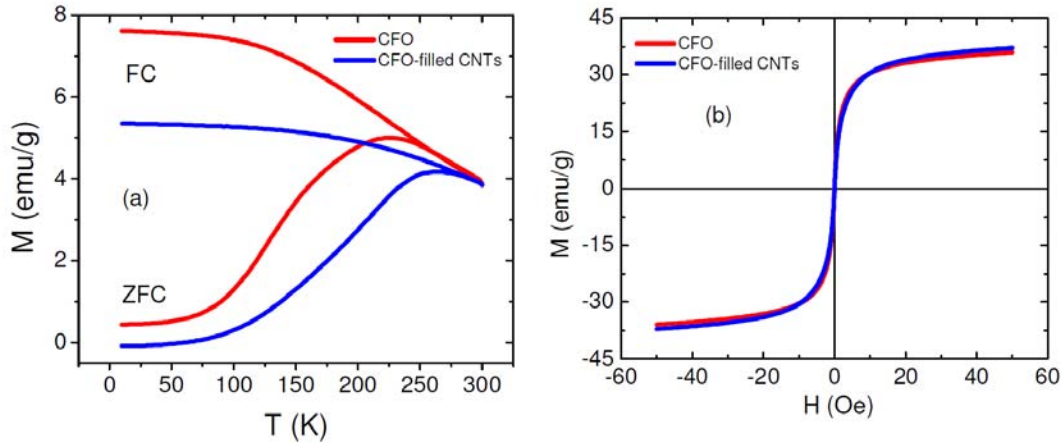 8
6
4
2
0
M (emu/g)
FC
(a)
ZFC
CFO
CFO-filled CNTs
0 50 100 150 200 250 300
T (K)
45
30
15
0
-15
-30
-45
M (emu/g)
CFO
CFO-filled CNTs
(b)
-60 -40 -20 0 20 40 60
H (Oe)